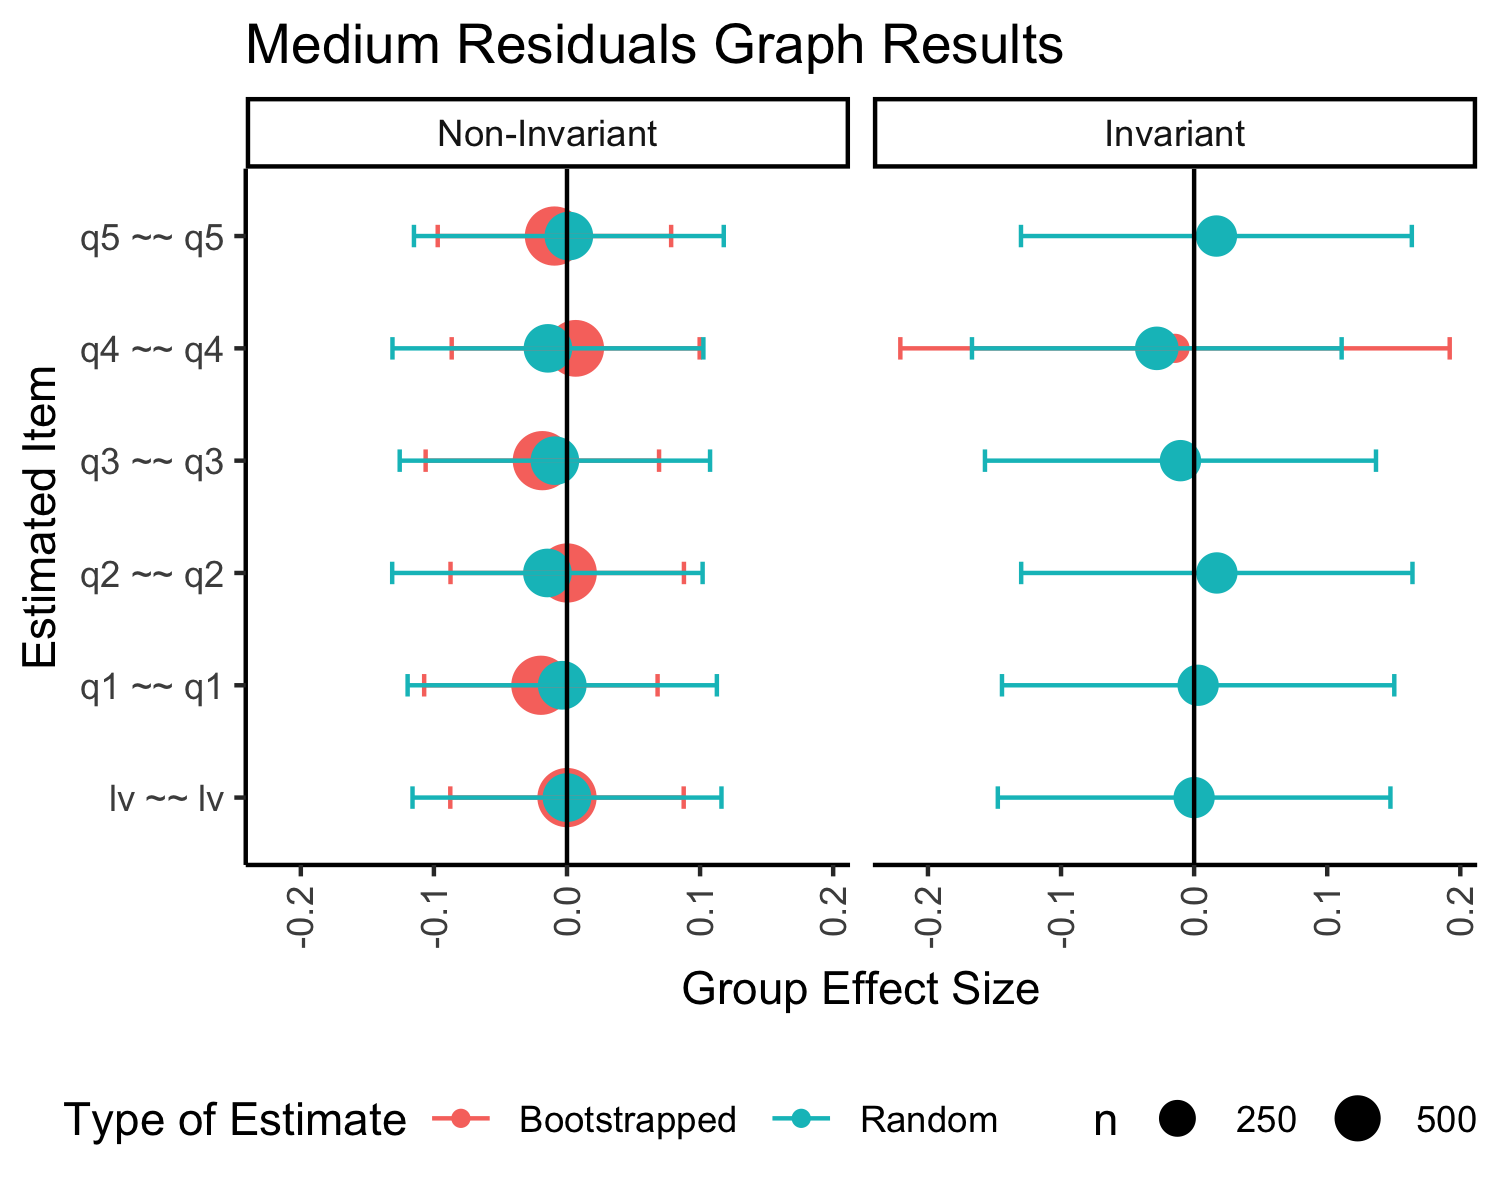 Medium Residuals Graph Results
Non-Invariant
Invariant
Estimated Item
q5 ~~ q5
q4 ~~ q4
q3 ~~ q3
q2 ~~ q2
q1 ~~ q1
lv ~~ lv
-0.2 -0.1 0.0 0.1 0.2
-0.2 -0.1 0.0 0.1 0.2
Group Effect Size
Type of Estimate Bootstrapped Random n 250 500